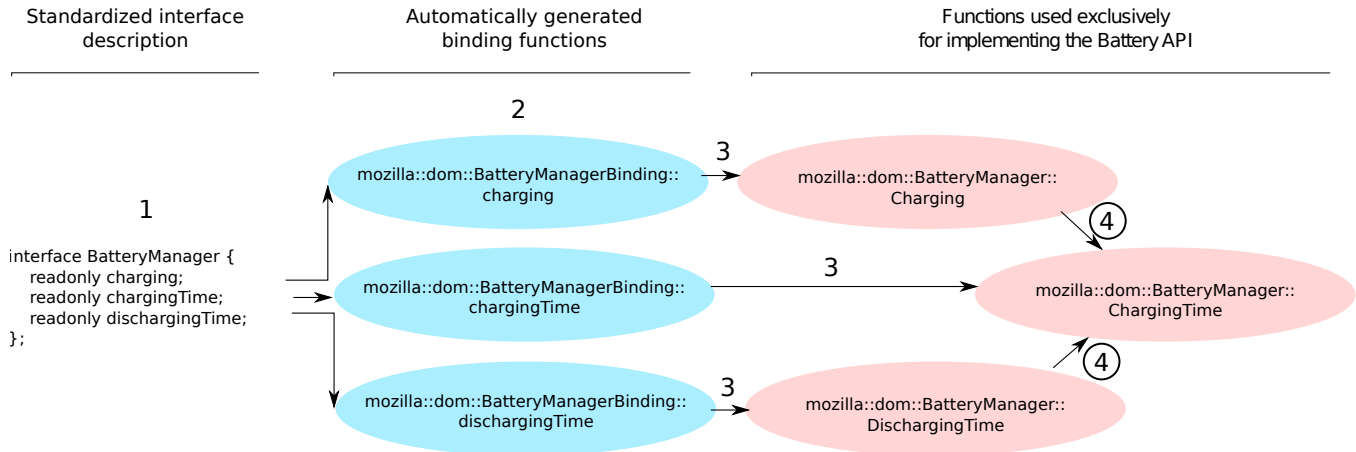 Standardized interface
description
Automatically generated
binding functions
Functions used exclusively
for implementing the Battery API
1
interface BatteryManager {
readonly charging;
readonly chargingTime;
readonly dischargingTime;
};
2
mozilla::dom::BatteryManagerBinding::
charging
3
mozilla::dom::BatteryManager::
Charging
4
mozilla::dom::BatteryManagerBinding::
chargingTime
3
mozilla::dom::BatteryManager::
ChargingTime
4
mozilla::dom::BatteryManagerBinding::
dischargingTime
3
mozilla::dom::BatteryManager::
DischargingTime